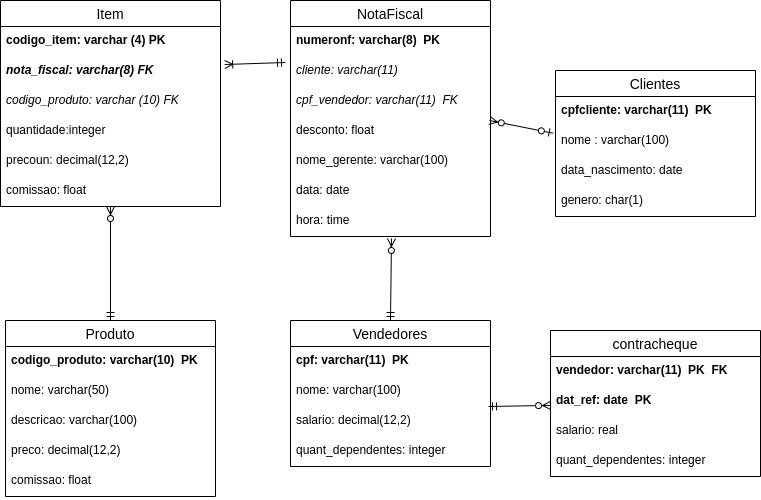 Item
codigo_item: varchar (4) PK
nota_fiscal: varchar(8) FK
codigo_produto: varchar (10) FK
quantidade:integer
precoun: decimal(12,2)
comissao: float
NotaFiscal
numeronf: varchar(8) PK
cliente: varchar(11)
cpf_vendedor: varchar(11) FK
desconto: float
nome_gerente: varchar(100)
data: date
hora: time
Clientes
cpfcliente: varchar(11) PK
nome : varchar(100)
data_nascimento: date
genero: char(1)
Produto
codigo_produto: varchar(10) PK
nome: varchar(50)
descricao: varchar(100)
preco: decimal(12,2)
comissao: float
Vendedores
cpf: varchar(11) PK
nome: varchar(100)
salario: decimal(12,2)
quant_dependentes: integer
contracheque
vendedor: varchar(11) PK FK
dat_ref: date PK
salario: real
quant_dependentes: integer